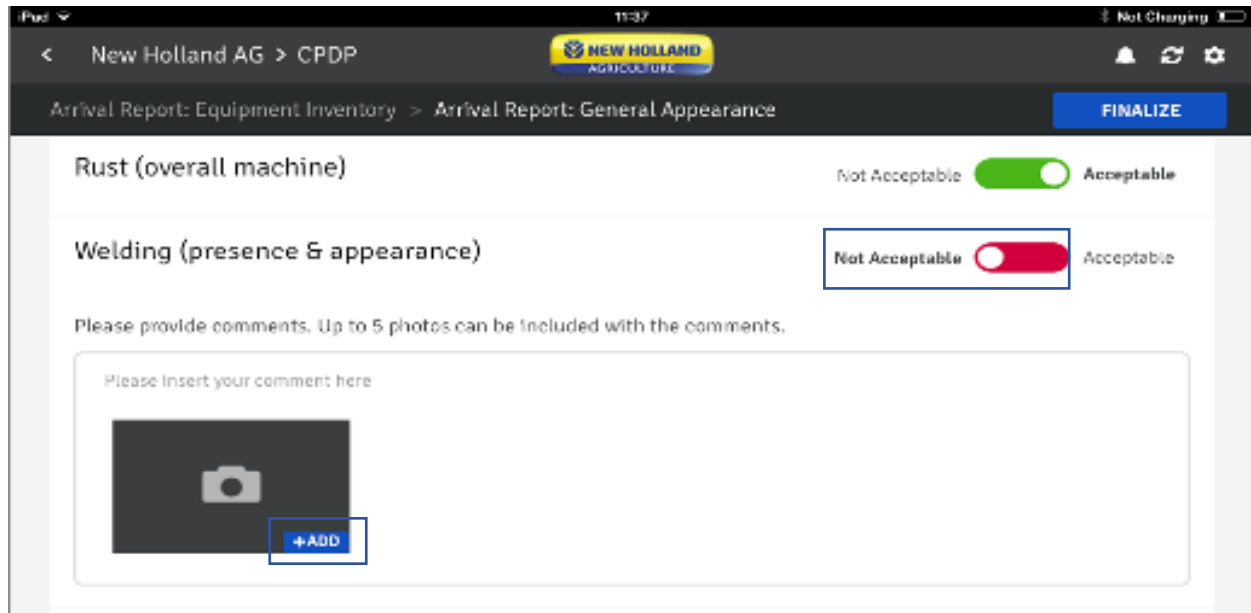 iPad 11:37 Not Charging
New Holland AG > CPDP NEW HOLLAND
AGRICULTURE
Arrival Report: Equipment Inventory > Arrival Report: General Appearance FINALIZE
Rust (overall machine) Not Acceptable Acceptable
Welding (presence & appearance) Not Acceptable Acceptable
Please provide comments. Up to 5 photos can be included with the comments.
Please insert your comment here
+ADD